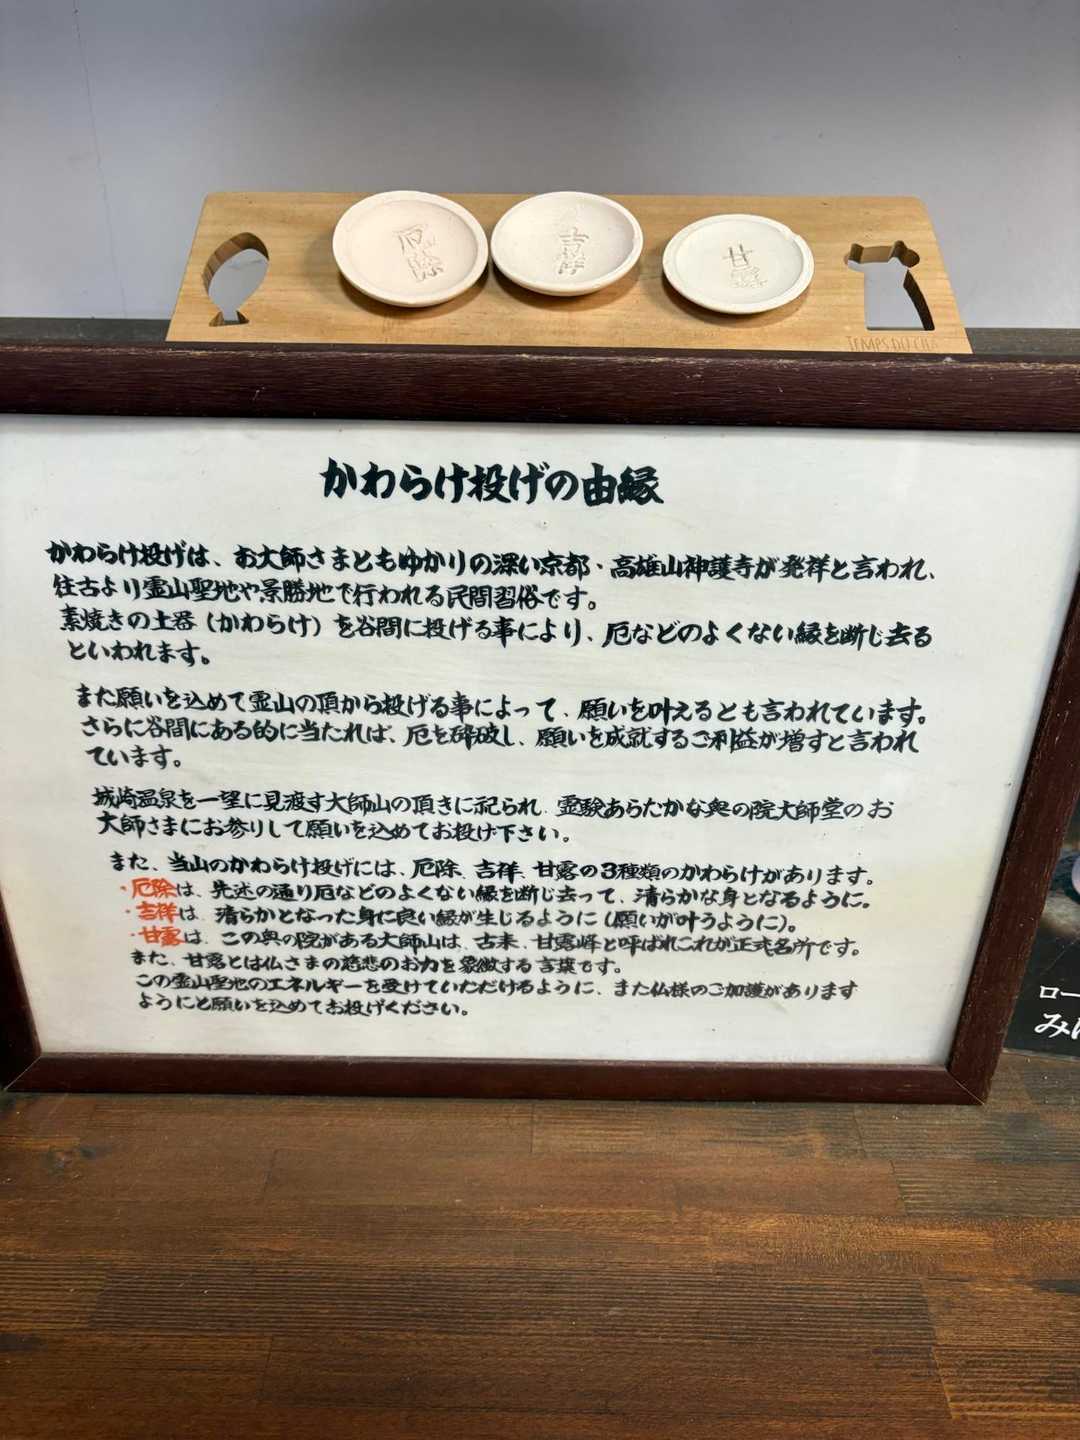 厄除
吉祥
甘露
TEMPS DU CH
かわらけ投げの由縁
かわらけ投げは、お大師さまともゆかりの深い京都・高雄山神護寺が発祥と言われ、
往古より霊山聖地や景勝地で行われる民間習俗です。
素焼きの土器（かわらけ）を谷間に投げる事により、厄などのよくない縁を断じ去る
といわれます。
また願いを込めて霊山の頂から投げる事によって、願いを叶えるとも言われています。
さらに谷間にある的に当たれば、厄を砕破し、願いを成就するご利益が増すと言われ
ています。
城崎温泉を一望に見渡す大師山の頂きに祀られ、霊験あらたかな奥の院大師堂のお
大師さまにお参りして願いを込めてお投げ下さい。
また、当山のかわらけ投げには、厄除、吉祥、甘露の3種類のかわらけがあります。
・厄除は、先述の通り厄などのよくない縁を断じ去って、清らかな身となるように。
・吉祥は、清らかとなった身に良い縁が生じるように（願いが叶うように）。
・甘露は、この奥の院がある大師山は、古来、甘露峰と呼ばれこれが正式名所です。
また、甘露とは仏さまの慈悲のお力を象徴する言葉です。
この霊山聖地のエネルギーを受けていただけるように、また仏様のご加護があります
ようにと願いを込めてお投げください。
ロー
み